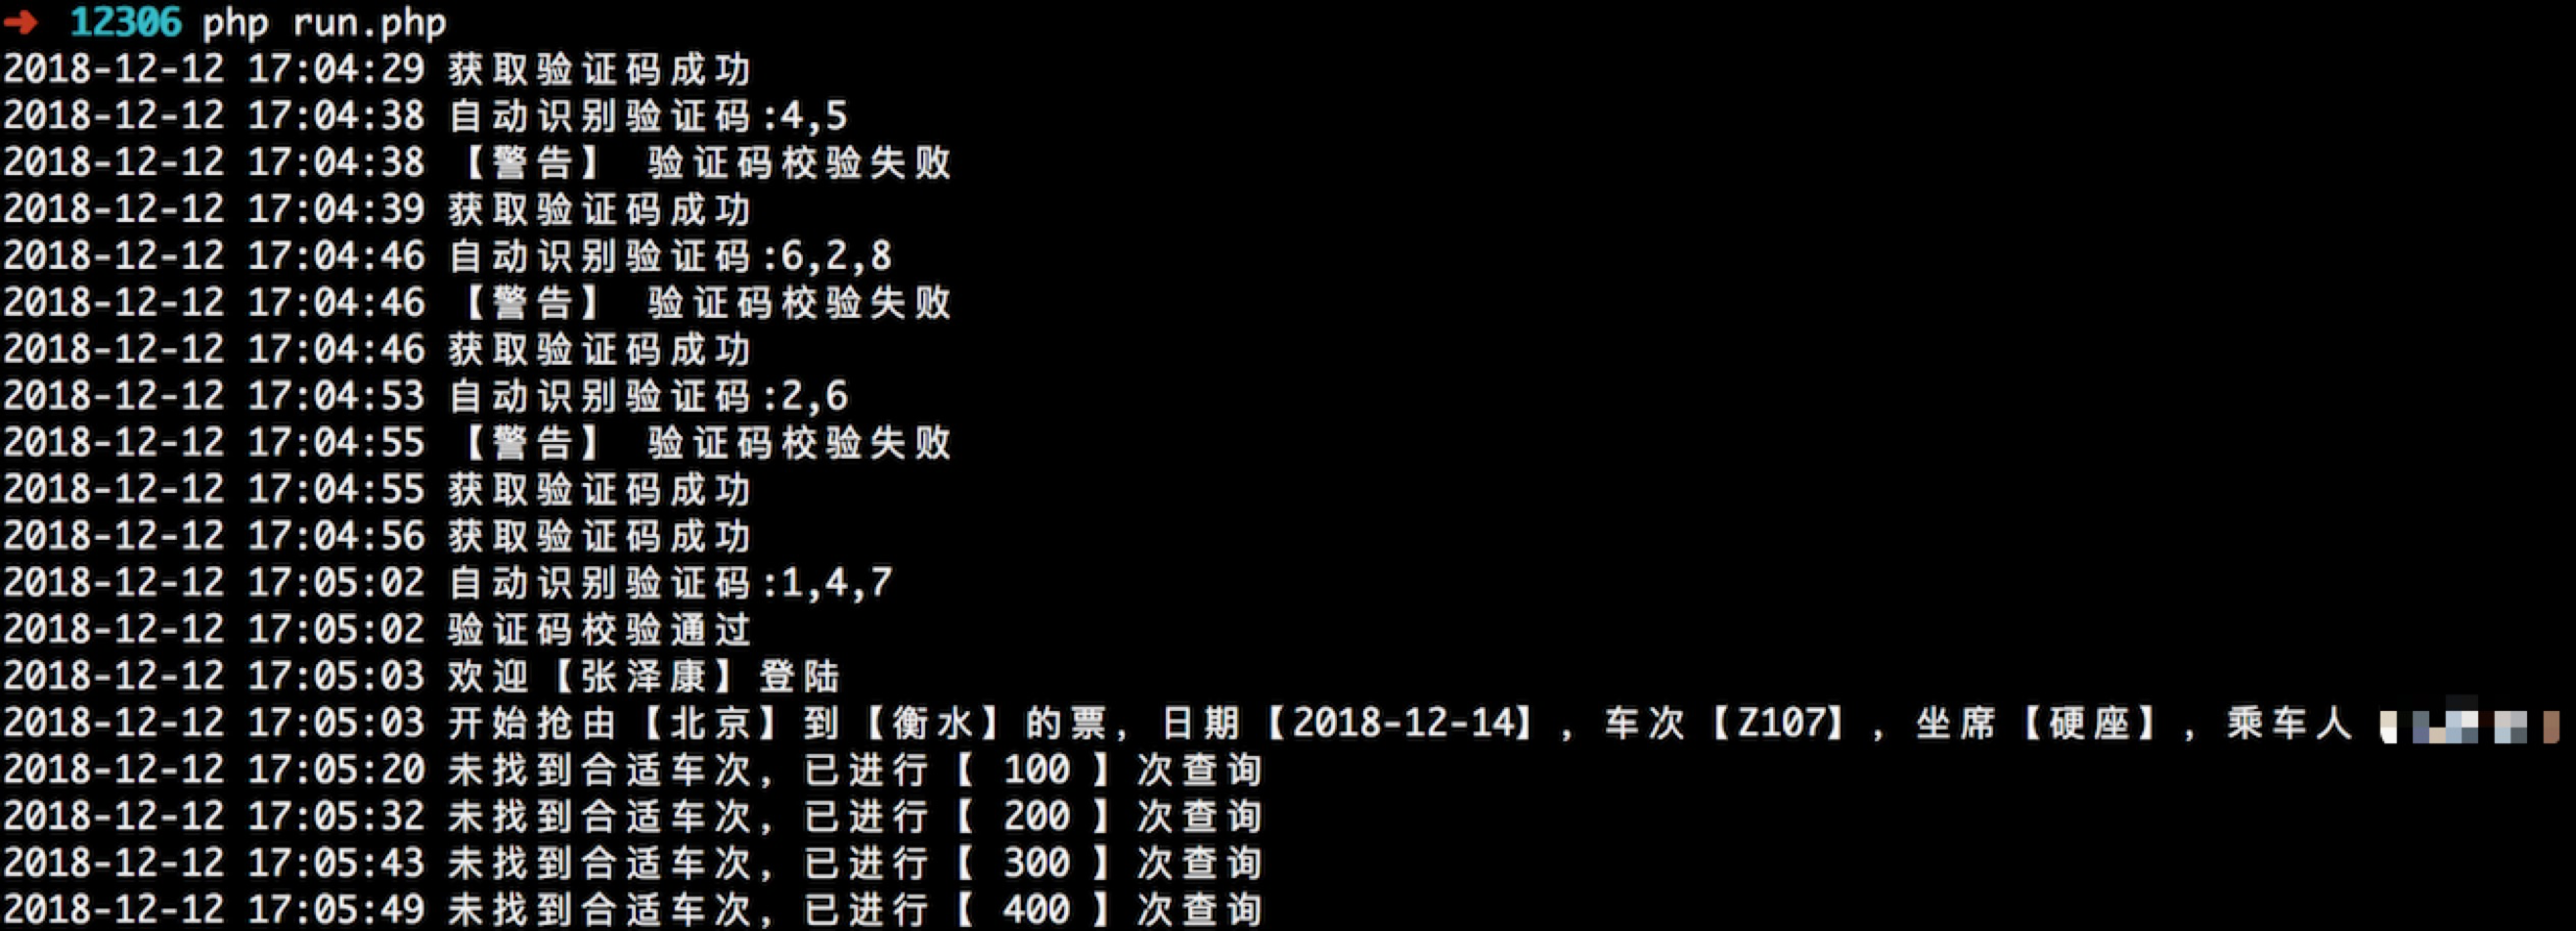 ➜ 12306 php run.php
2018-12-12 17:04:29 获取验证码成功
2018-12-12 17:04:38 自动识别验证码:4,5
2018-12-12 17:04:38 【警告】 验证码校验失败
2018-12-12 17:04:39 获取验证码成功
2018-12-12 17:04:46 自动识别验证码:6,2,8
2018-12-12 17:04:46 【警告】 验证码校验失败
2018-12-12 17:04:46 获取验证码成功
2018-12-12 17:04:53 自动识别验证码:2,6
2018-12-12 17:04:55 【警告】 验证码校验失败
2018-12-12 17:04:55 获取验证码成功
2018-12-12 17:04:56 获取验证码成功
2018-12-12 17:05:02 自动识别验证码:1,4,7
2018-12-12 17:05:02 验证码校验通过
2018-12-12 17:05:03 欢迎【张泽康】登陆
2018-12-12 17:05:03 开始抢由【北京】到【衡水】的票，日期【2018-12-14】，车次【Z107】，坐席【硬座】，乘车人
2018-12-12 17:05:20 未找到合适车次，已进行【 100 】次查询
2018-12-12 17:05:32 未找到合适车次，已进行【 200 】次查询
2018-12-12 17:05:43 未找到合适车次，已进行【 300 】次查询
2018-12-12 17:05:49 未找到合适车次，已进行【 400 】次查询